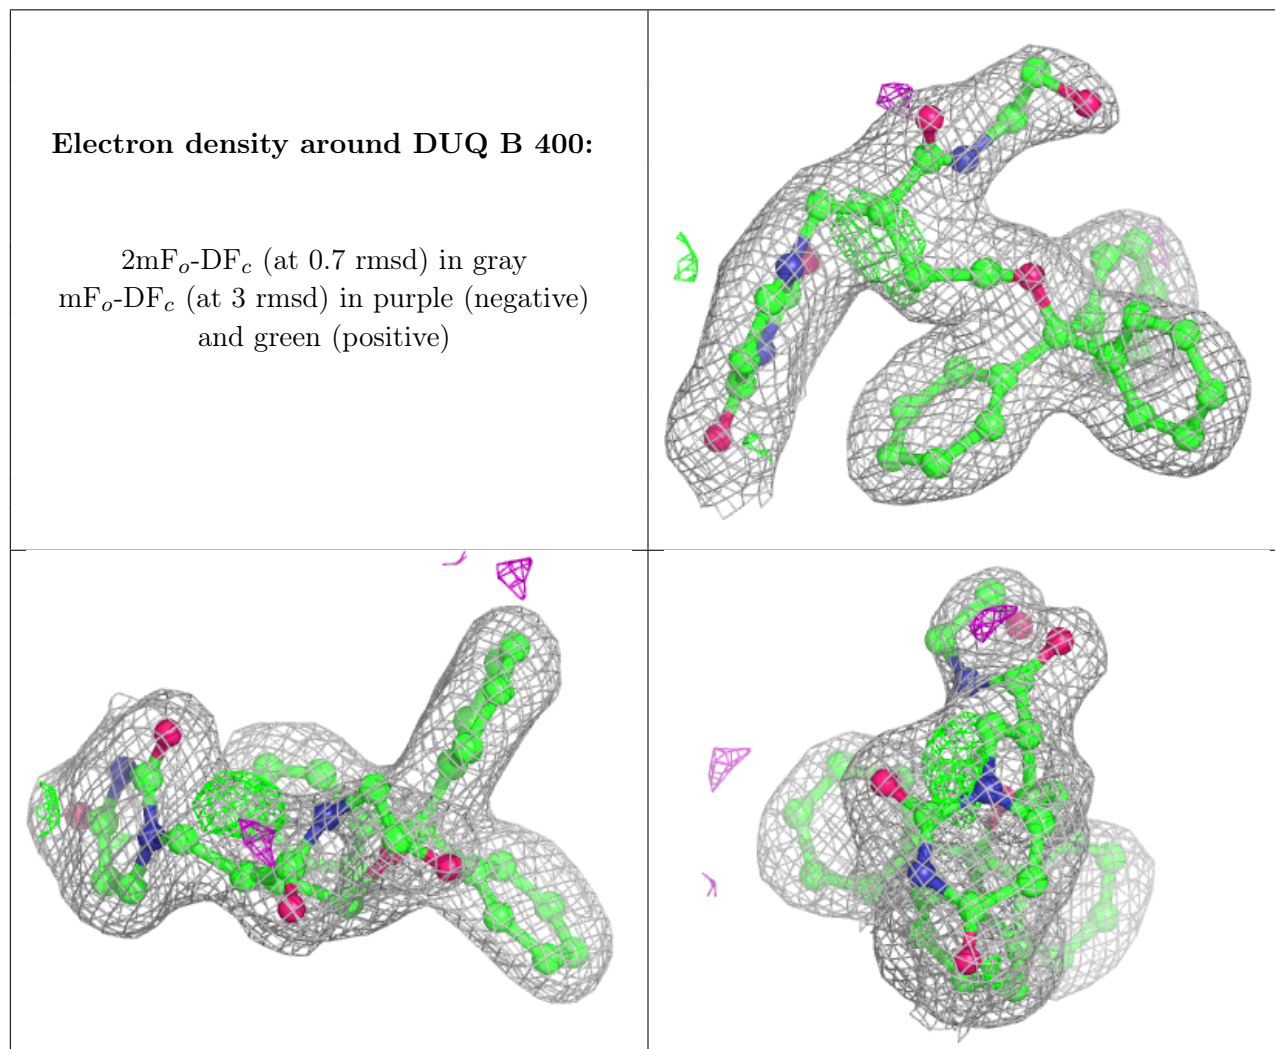 Electron density around DUQ B 400:
2mFo-DFc (at 0.7 rmsd) in gray
mFo-DFc (at 3 rmsd) in purple (negative)
and green (positive)